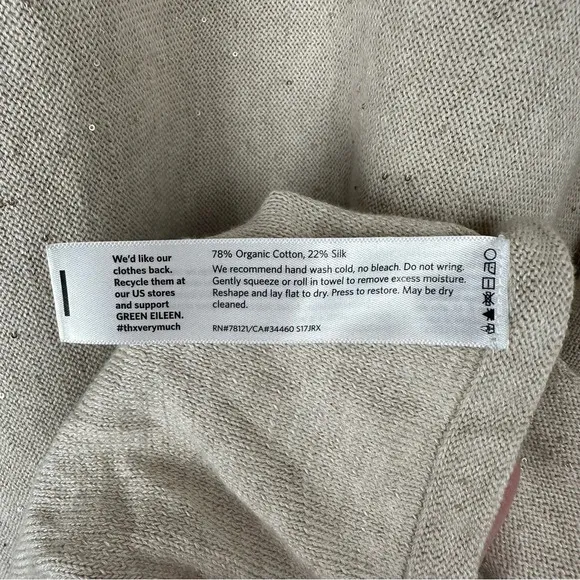 We'd like our
clothes back.
Recycle them at
our US stores
and support
GREEN EILEEN.
#thxverymuch
78% Organic Cotton, 22% Silk
We recommend hand wash cold, no bleach. Do not wring.
Gently squeeze or roll in towel to remove excess moisture.
Reshape and lay flat to dry. Press to restore. May be dry
cleaned.
RN#78121/CA#34460 S17JRX